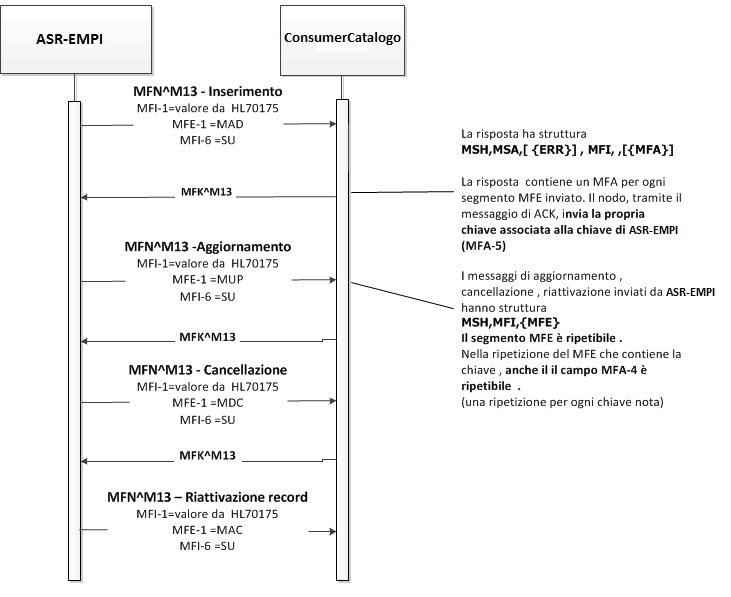 ASR-EMPI
ConsumerCatalogo
MFN^M13 - Inserimento
MFI-1=valore da HL70175
MFE-1 =MAD
MFI-6 =SU
La risposta ha struttura
MSH,MSA,[ {ERR}] , MFI, ,[{MFA}]
MFK^M13
La risposta contiene un MFA per ogni
segmento MFE inviato. Il nodo, tramite il
messaggio di ACK, invia la propria
chiave associata alla chiave di ASR-EMPI
(MFA-5)
MFN^M13 -Aggiornamento
MFI-1=valore da HL70175
MFE-1 =MUP
MFI-6 =SU
I messaggi di aggiornamento ,
cancellazione , riattivazione inviati da ASR-EMPI
hanno struttura
MSH,MFI,{MFE}
Il segmento MFE è ripetibile .
Nella ripetizione del MFE che contiene la
chiave , anche il il campo MFA-4 è
ripetibile .
(una ripetizione per ogni chiave nota)
MFK^M13
MFN^M13 - Cancellazione
MFI-1=valore da HL70175
MFE-1 =MDC
MFI-6 =SU
MFK^M13
MFN^M13 – Riattivazione record
MFI-1=valore da HL70175
MFE-1 =MAC
MFI-6 =SU